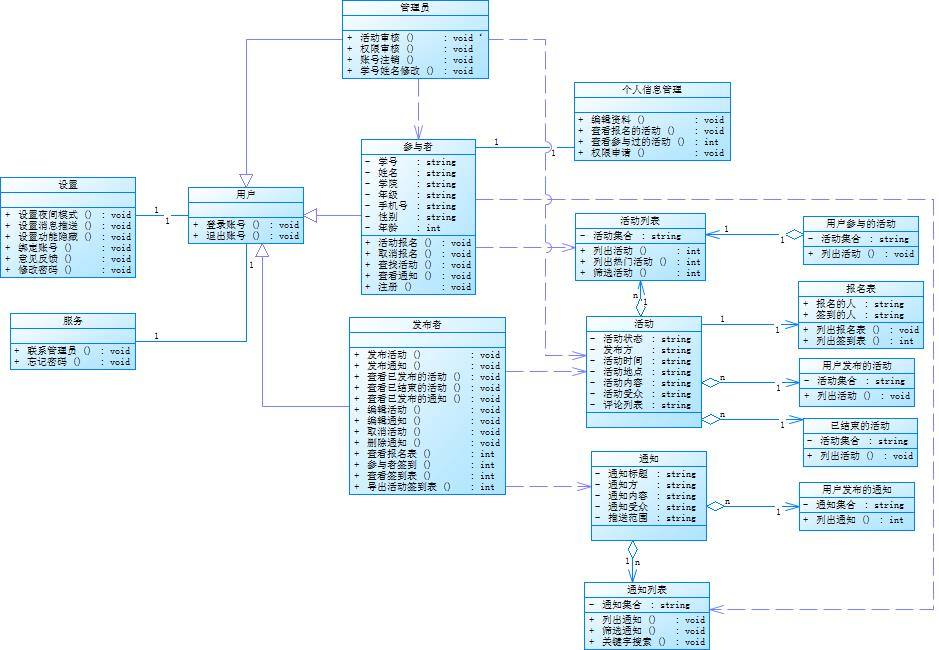 管理员
+ 活动审核 () : void
+ 权限审核 () : void
+ 账号注销 () : void
+ 学号姓名修改 () : void
个人信息管理
+ 编辑资料 () : void
+ 查看报名的活动 () : void
+ 查看参与过的活动 () : int
+ 权限申请 () : void
参与者
- 学号 : string
- 姓名 : string
- 学院 : string
- 年级 : string
- 手机号 : string
- 性别 : string
- 年龄 : int
+ 活动报名 () : void
+ 取消报名 () : void
+ 查找活动 () : void
+ 查看通知 () : void
+ 注册 () : void
1
1
设置
+ 设置夜间模式 () : void
+ 设置消息推送 () : void
+ 设置功能隐藏 () : void
+ 绑定账号 () : void
+ 意见反馈 () : void
+ 修改密码 () : void
1
1
用户
+ 登录账号 () : void
+ 退出账号 () : void
1
服务
+ 联系管理员 () : void
+ 忘记密码 () : void
1
活动列表
- 活动集合 : string
+ 列出活动 () : int
+ 列出热门活动 () : int
+ 筛选活动 () : int
1
1
用户参与的活动
- 活动集合 : string
+ 列出活动 () : void
n
1
报名表
+ 报名的人 : string
+ 签到的人 : string
+ 列出报名表 () : void
+ 列出签到表 () : int
发布者
+ 发布活动 () : void
+ 发布通知 () : void
+ 查看已发布的活动 () : void
+ 查看已结束的活动 () : void
+ 查看已发布的通知 () : void
+ 编辑活动 () : void
+ 编辑通知 () : void
+ 取消活动 () : void
+ 删除通知 () : void
+ 查看报名表 () : int
+ 参与者签到 () : int
+ 查看签到表 () : int
+ 导出活动签到表 () : int
活动
- 活动状态 : string
- 发布方 : string
- 活动时间 : string
- 活动地点 : string
- 活动内容 : string
- 活动受众 : string
- 评论列表 : string
1
1
n
1
n
1
用户发布的活动
- 活动集合 : string
+ 列出活动 () : void
已结束的活动
- 活动集合 : string
+ 列出活动 () : void
通知
- 通知标题 : string
- 通知方 : string
- 通知内容 : string
- 通知受众 : string
- 推送范围 : string
n
1
用户发布的通知
- 通知集合 : string
+ 列出通知 () : int
1
n
通知列表
- 通知集合 : string
+ 列出通知 () : void
+ 筛选通知 () : void
+ 关键字搜索 () : void